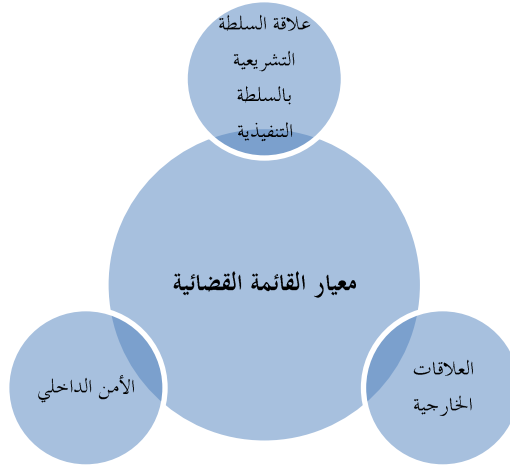 علاقة السلطة
التشريعية
بالسلطة
التنفيذية
معيار القائمة القضائية
العلاقات
الخارجية
الأمن الداخلي